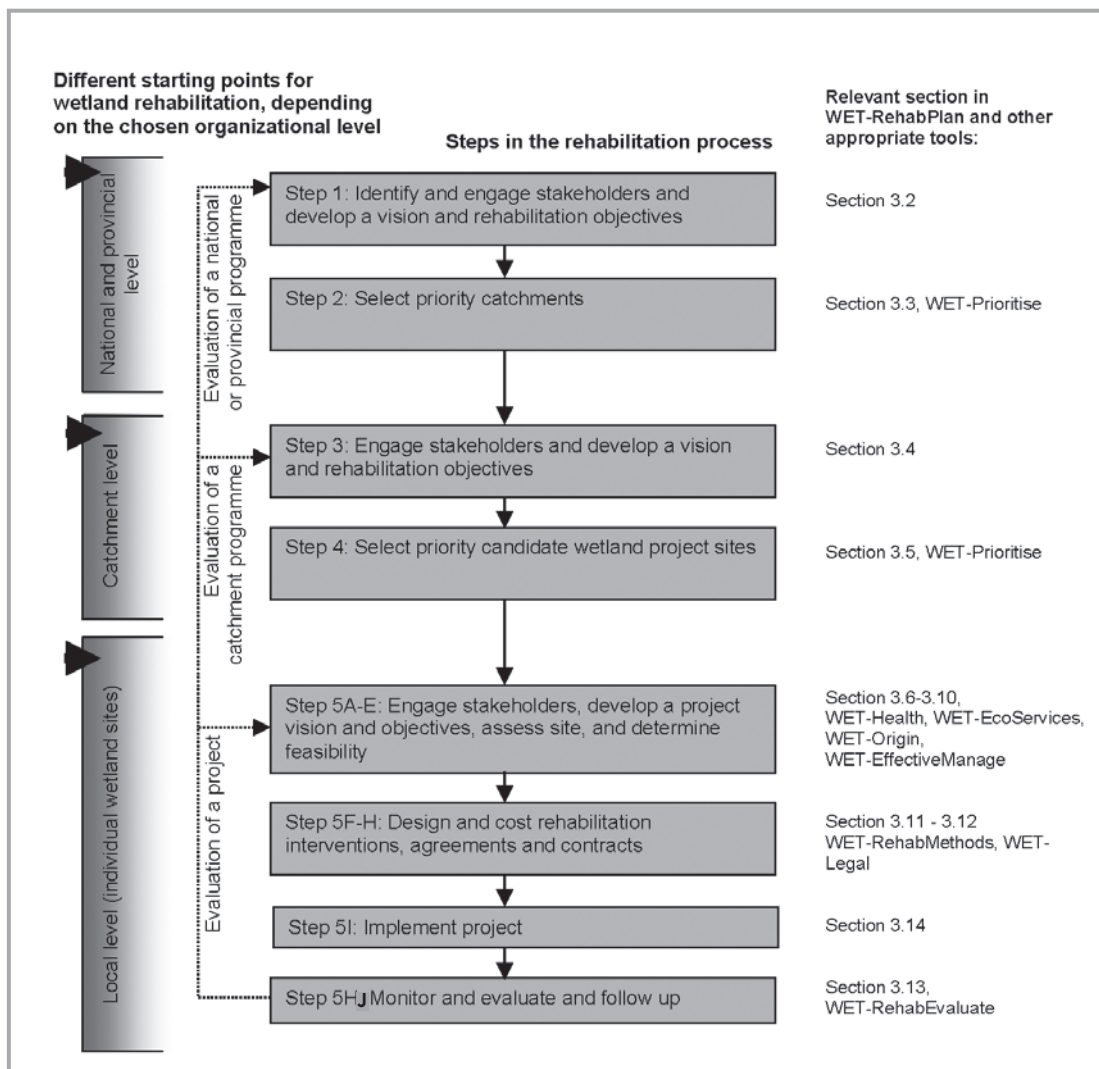 Different starting points for
wetland rehabilitation, depending
on the chosen organizational level
Steps in the rehabilitation process
Relevant section in
WET-RehabPlan and other
appropriate tools:
National and provincial
level
Evaluation of a national
or provincial programme
Step 1: Identify and engage stakeholders and
develop a vision and rehabilitation objectives
Section 3.2
Step 2: Select priority catchments
Section 3.3, WET-Prioritise
Catchment level
Evaluation of a
catchment programme
Step 3: Engage stakeholders and develop a vision
and rehabilitation objectives
Section 3.4
Step 4: Select priority candidate wetland project sites
Section 3.5, WET-Prioritise
Local level (individual wetland sites)
Evaluation of a project
Step 5A-E: Engage stakeholders, develop a project
vision and objectives, assess site, and determine
feasibility
Section 3.6-3.10,
WET-Health, WET-EcoServices,
WET-Origin,
WET-EffectiveManage
Step 5F-H: Design and cost rehabilitation
interventions, agreements and contracts
Section 3.11 - 3.12
WET-RehabMethods, WET-
Legal
Step 5I: Implement project
Section 3.14
Step 5HJ Monitor and evaluate and follow up
Section 3.13,
WET-RehabEvaluate